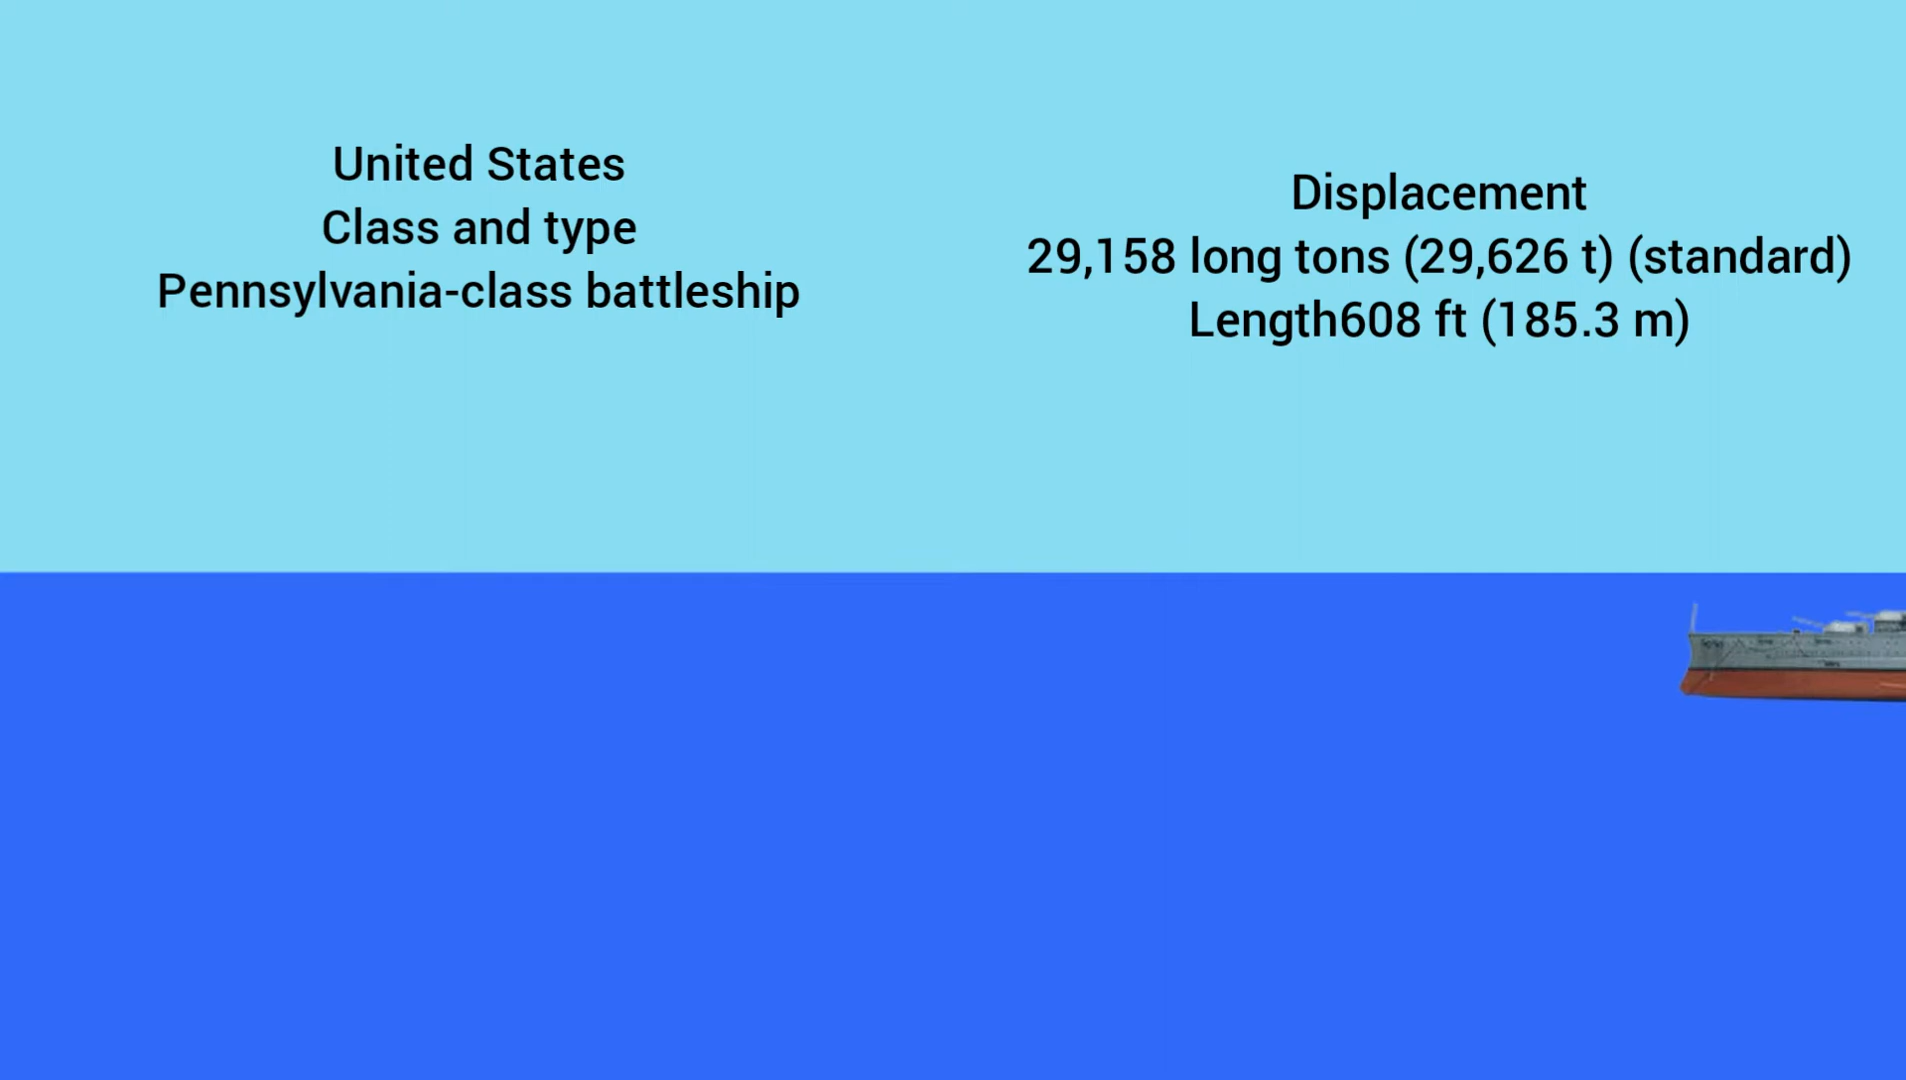 United States
Class and type
Pennsylvania-class battleship
Displacement
29,158 long tons (29,626 t) (standard)
Length608 ft (185.3 m)